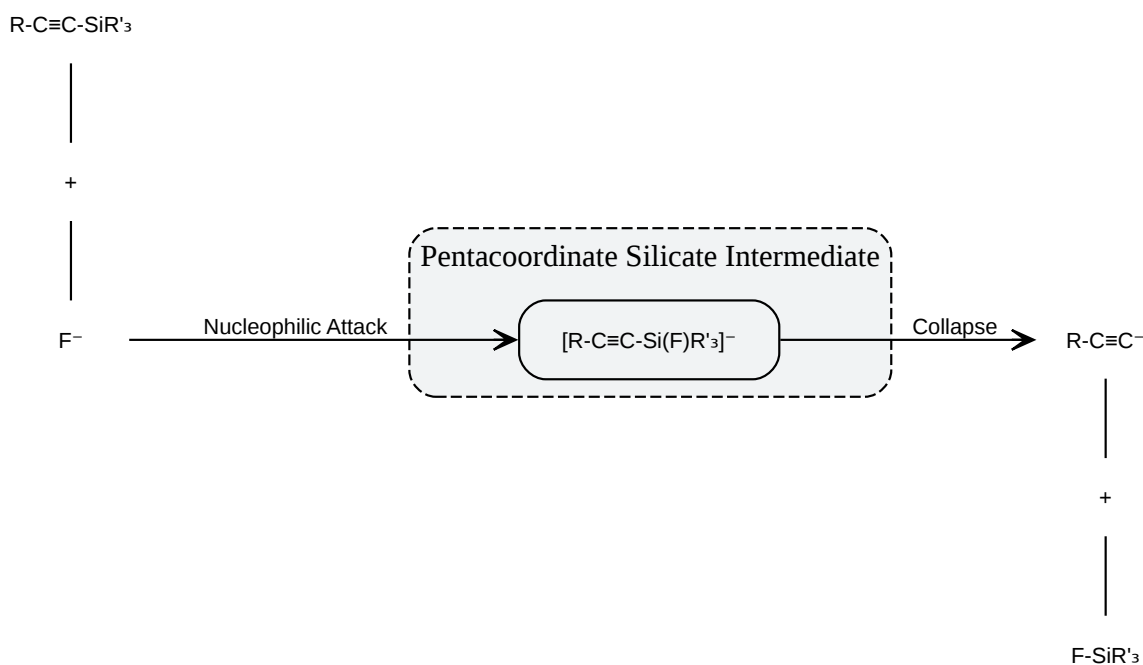 R-C≡C-SiR'₃
+
F⁻
Nucleophilic Attack
Pentacoordinate Silicate Intermediate
[R-C≡C-Si(F)R'₃]⁻
Collapse
R-C≡C⁻
+
F-SiR'₃